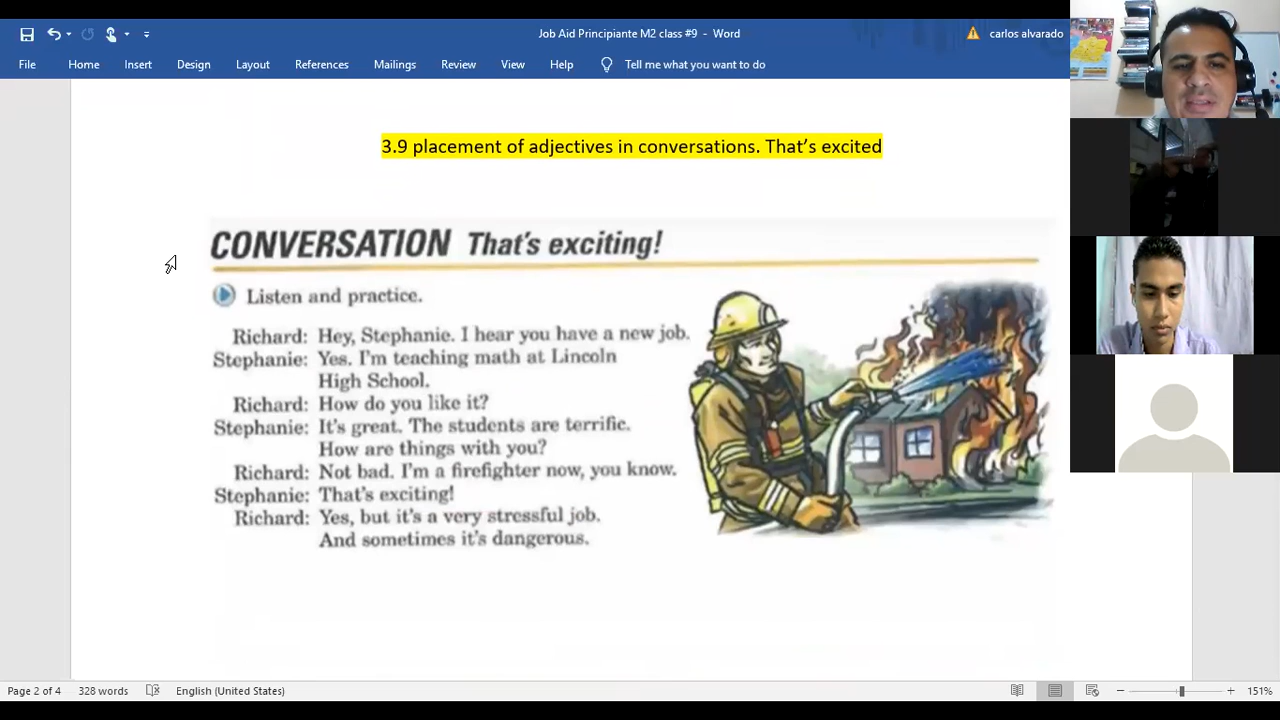 Job Aid Principiante M2 class #9 - Word
carlos alvarado
File Home Insert Design Layout References Mailings Review View Help Tell me what you want to do
3.9 placement of adjectives in conversations. That's excited
CONVERSATION That's exciting!
Listen and practice.
Richard: Hey, Stephanie. I hear you have a new job.
Stephanie: Yes. I'm teaching math at Lincoln
High School.
Richard: How do you like it?
Stephanie: It's great. The students are terrific.
How are things with you?
Richard: Not bad. I'm a firefighter now, you know.
Stephanie: That's exciting!
Richard: Yes, but it's a very stressful job.
And sometimes it's dangerous.
Page 2 of 4 328 words English (United States) 151%